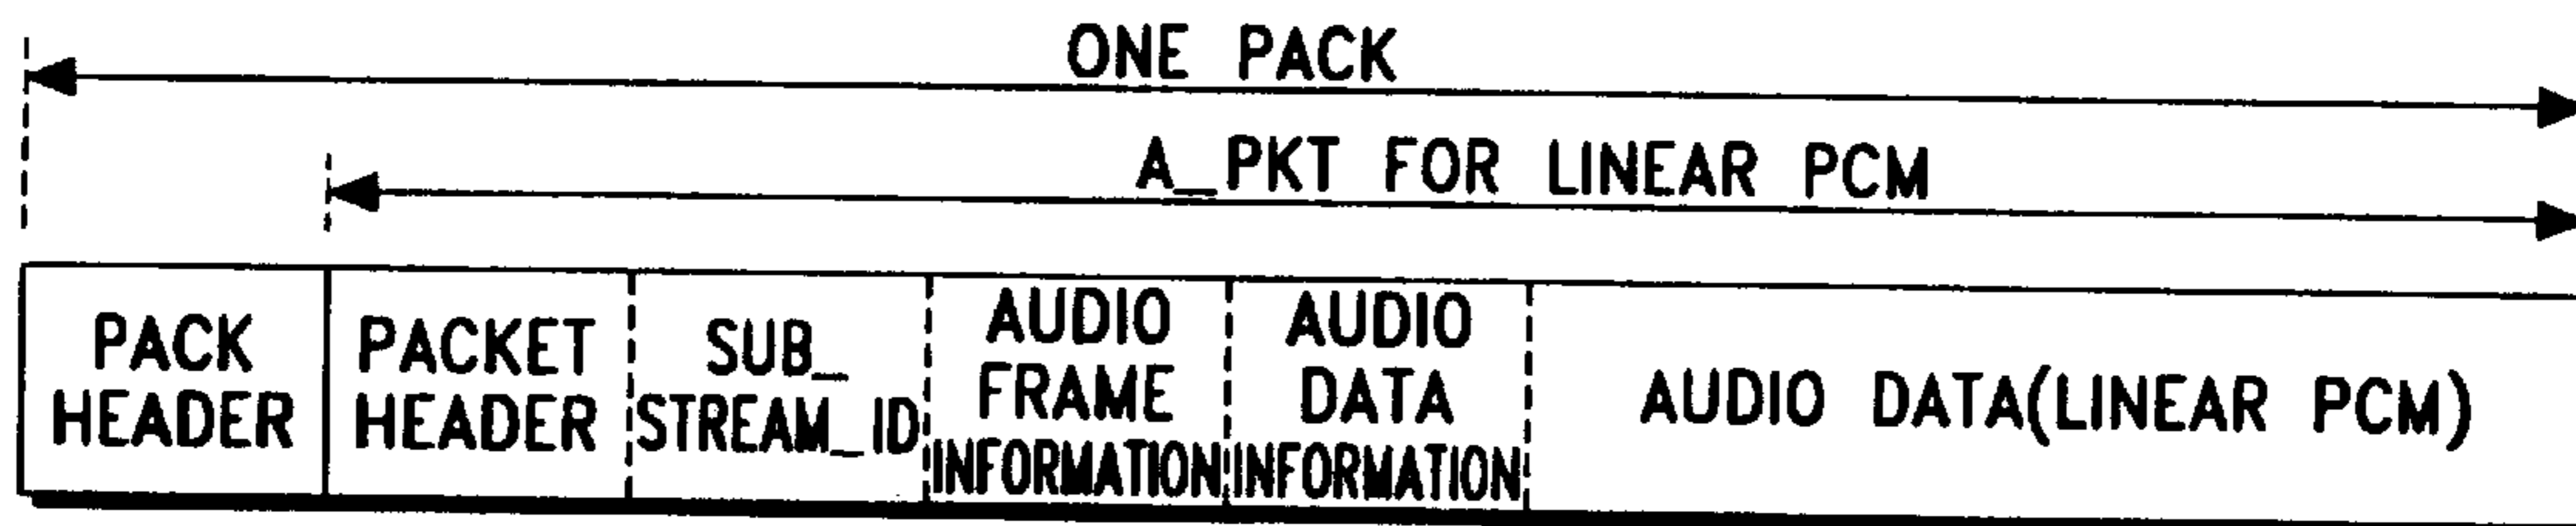 ONE PACK
A_PKT FOR LINEAR PCM
PACK
HEADER
PACKET
HEADER
SUB_
STREAM_ID
AUDIO
FRAME
INFORMATION
AUDIO
DATA
INFORMATION
AUDIO DATA(LINEAR PCM)